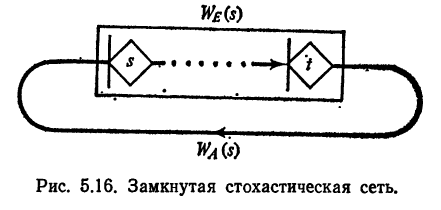 W_E(s)
s
t
W_A(s)
Рис. 5.16. Замкнутая стохастическая сеть.